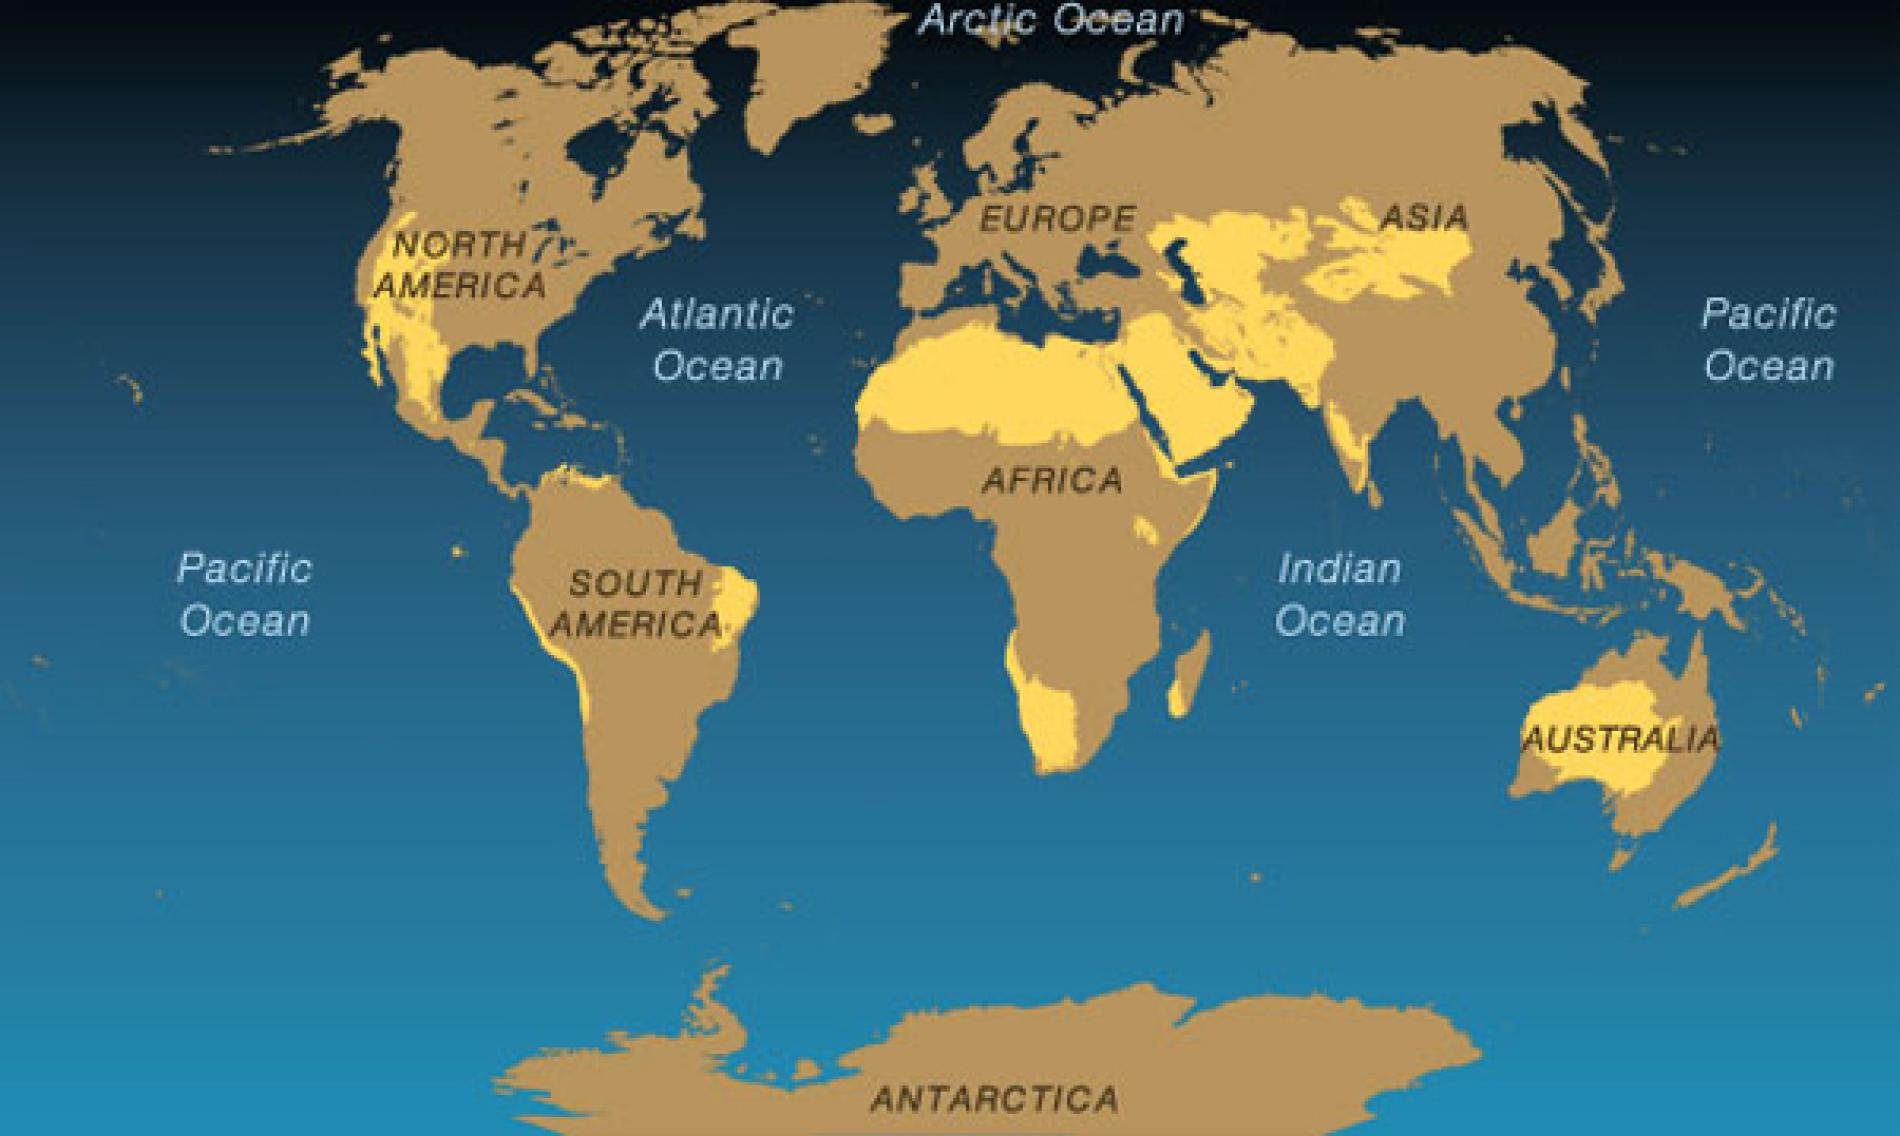 Arctic Ocean
EUROPE
ASIA
NORTH
AMERICA
Atlantic
Ocean
Pacific
Ocean
AFRICA
Pacific
Ocean
SOUTH
AMERICA
Indian
Ocean
AUSTRALIA
ANTARCTICA